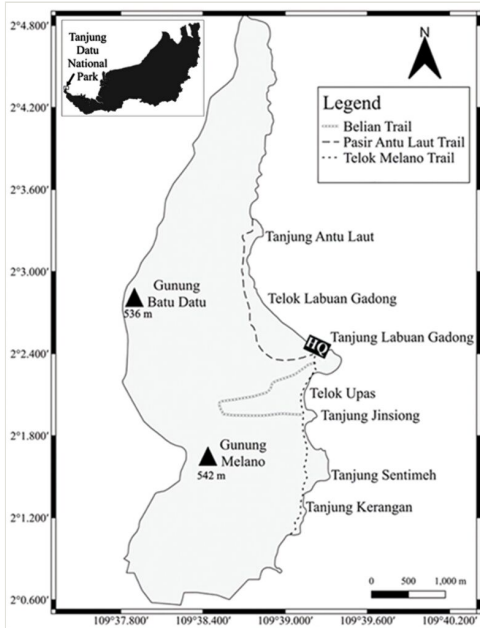 Tanjung
Datu
National
Park
N
Legend
Belian Trail
Pasir Antu Laut Trail
Telok Melano Trail
2°4.800'
2°4.200'
2°3.600'
2°3.000'
2°2.400'
2°1.800'
2°1.200'
2°0.600'
Tanjung Antu Laut
Gunung
Batu Datu
536 m
Telok Labuan Gadong
HQ
Tanjung Labuan Gadong
Telok Upas
Tanjung Jinsiong
Gunung
Melano
542 m
Tanjung Sentimeh
Tanjung Kerangan
0 500 1,000 m
109°37.800' 109°38.400' 109°39.000' 109°39.600' 109°40.200'